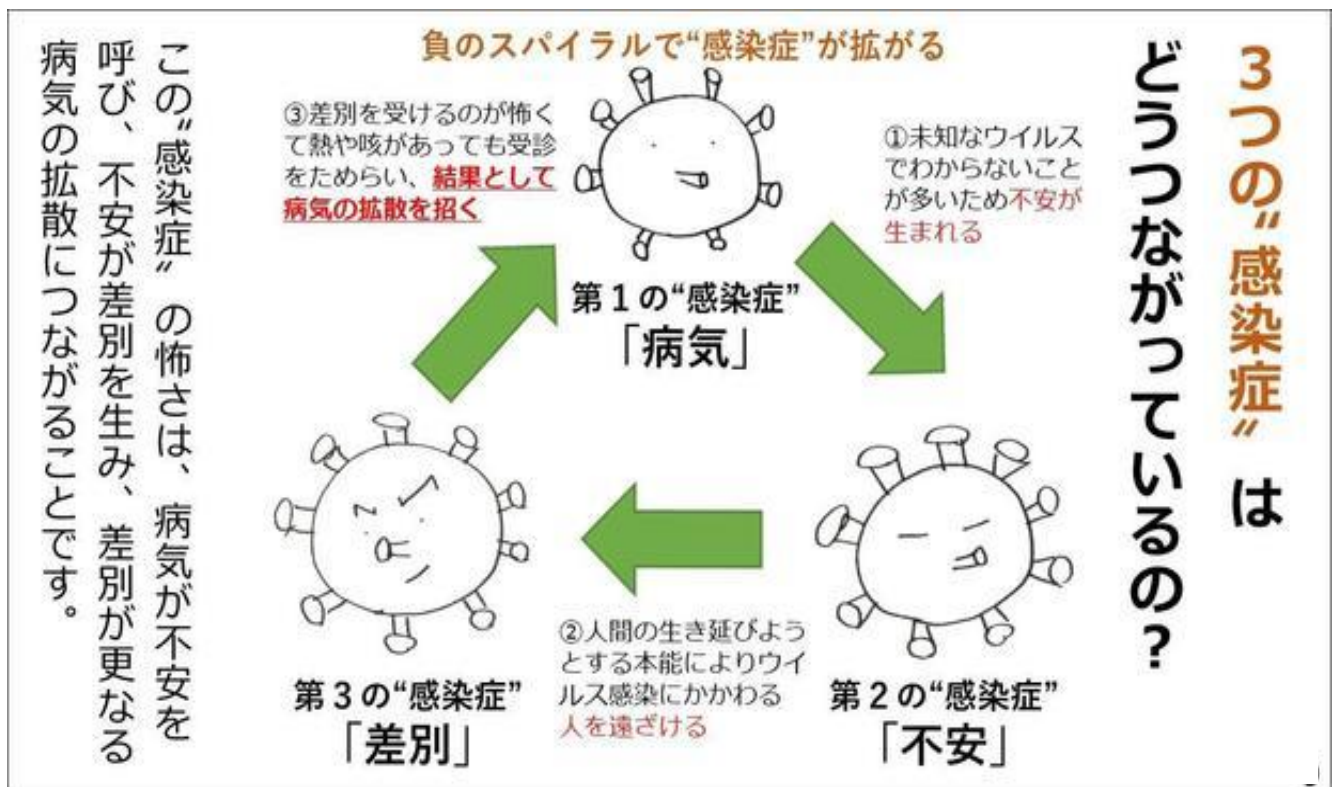 3つの“感染症”は
どうつながっているの?
負のスパイラルで“感染症”が拡がる
①未知なウイルス
でわからないこと
が多いため不安が
生まれる
③差別を受けるのが怖く
て熱や咳があっても受診
をためらい、結果として
病気の拡散を招く
第1の“感染症”
「病気」
第2の“感染症”
「不安」
②人間の生き延びよう
とする本能によりウイ
ルス感染にかかわる
人を遠ざける
第3の“感染症”
「差別」
この“感染症”の怖さは、病気が不安を
呼び、不安が差別を生み、差別が更なる
病気の拡散につながることです。